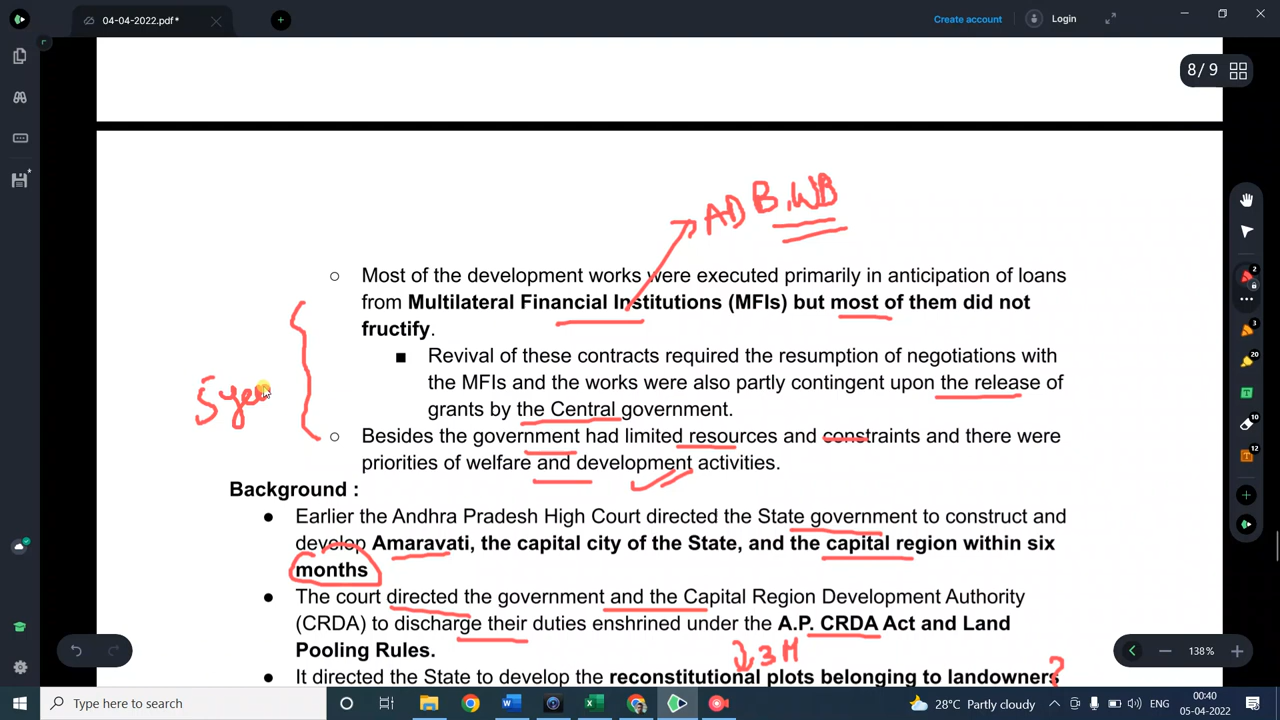 04-04-2022.pdf*
Create account
Login
8 / 9
ADB, WB
○ Most of the development works were executed primarily in anticipation of loans
from Multilateral Financial Institutions (MFIs) but most of them did not
fructify.
■ Revival of these contracts required the resumption of negotiations with
the MFIs and the works were also partly contingent upon the release of
grants by the Central government.
5 yea
○ Besides the government had limited resources and constraints and there were
priorities of welfare and development activities.
Background :
● Earlier the Andhra Pradesh High Court directed the State government to construct and
develop Amaravati, the capital city of the State, and the capital region within six
months
● The court directed the government and the Capital Region Development Authority
(CRDA) to discharge their duties enshrined under the A.P. CRDA Act and Land
Pooling Rules.
3 M
● It directed the State to develop the reconstitutional plots belonging to landowners
?
2
3
20
10
12
138%
Type here to search
28°C Partly cloudy
ENG
00:40
05-04-2022